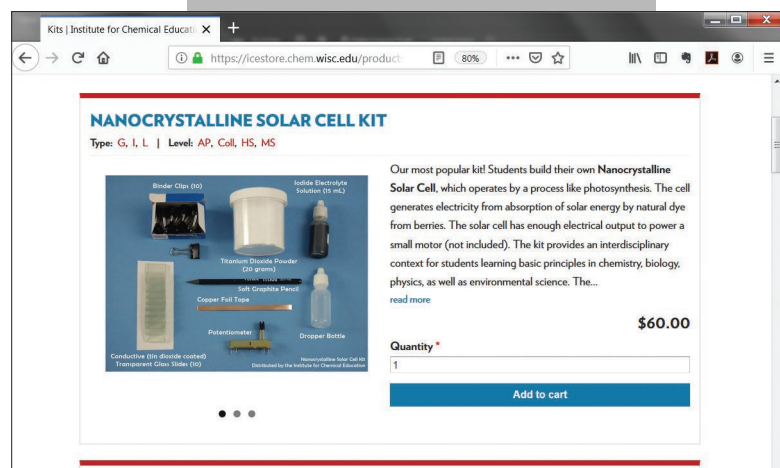 Kits | Institute for Chemical Educati
https://icestore.chem.wisc.edu/product
80%
NANOCRYSTALLINE SOLAR CELL KIT
Type: G, I, L | Level: AP, Coll, HS, MS
Binder Clips (10)
Iodide Electrolyte
Solution (15 mL)
Titanium Dioxide Powder
(20 grams)
Soft Graphite Pencil
Copper Foil Tape
Potentiometer
Dropper Bottle
Conductive (tin dioxide coated)
Transparent Glass Slides (10)
Nanocrystalline Solar Cell Kit
Distributed by the Institute for Chemical Education
Our most popular kit! Students build their own Nanocrystalline
Solar Cell, which operates by a process like photosynthesis. The cell
generates electricity from absorption of solar energy by natural dye
from berries. The solar cell has enough electrical output to power a
small motor (not included). The kit provides an interdisciplinary
context for students learning basic principles in chemistry, biology,
physics, as well as environmental science. The...
read more
$60.00
Quantity *
1
Add to cart